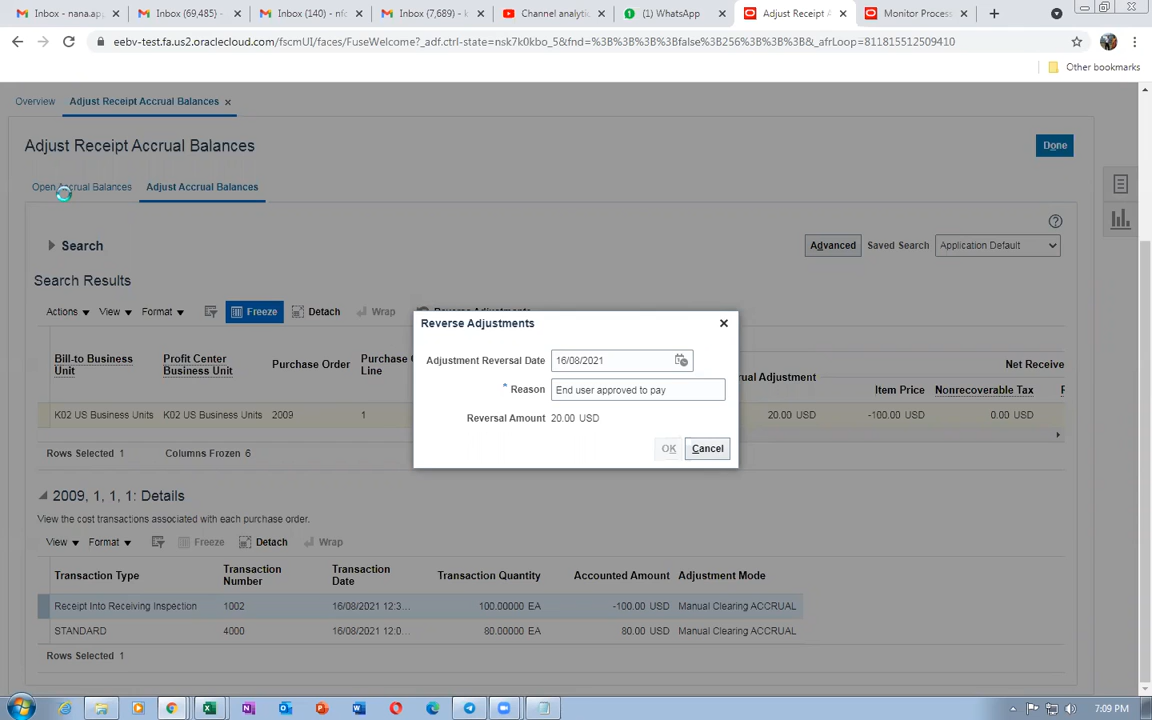 Inbox - nana.app
Inbox (69,485) -
Inbox (140) - nfc
Inbox (7,689) - k
Channel analytic
(1) WhatsApp
Adjust Receipt A
Monitor Process
eebv-test.fa.us2.oraclecloud.com/fscmUI/faces/FuseWelcome?_adf.ctrl-state=nsk7k0kbo_5&fnd=%3B%3B%3B%3Bfalse%3B256%3B%3B%3B&_afrLoop=811815512509410
Other bookmarks
Overview Adjust Receipt Accrual Balances
Adjust Receipt Accrual Balances
Done
Open Accrual Balances Adjust Accrual Balances
Search
Advanced Saved Search Application Default
Search Results
Actions View Format Freeze Detach Wrap Reverse Adjustments
Bill-to Business Unit
Profit Center Business Unit
Purchase Order
Purchase Line
Adjustment
Net Receive
Item Price
Nonrecoverable Tax
K02 US Business Units K02 US Business Units 2009 1 20.00 USD -100.00 USD 0.00 USD
Rows Selected 1 Columns Frozen 6
Reverse Adjustments
Adjustment Reversal Date 16/08/2021
* Reason End user approved to pay
Reversal Amount 20.00 USD
OK Cancel
2009, 1, 1, 1: Details
View the cost transactions associated with each purchase order.
View Format Freeze Detach Wrap
Transaction Type
Transaction Number
Transaction Date
Transaction Quantity
Accounted Amount
Adjustment Mode
Receipt Into Receiving Inspection 1002 16/08/2021 12:3... 100.00000 EA -100.00 USD Manual Clearing ACCRUAL
STANDARD 4000 16/08/2021 12:0... 80.00000 EA 80.00 USD Manual Clearing ACCRUAL
Rows Selected 1
7:09 PM